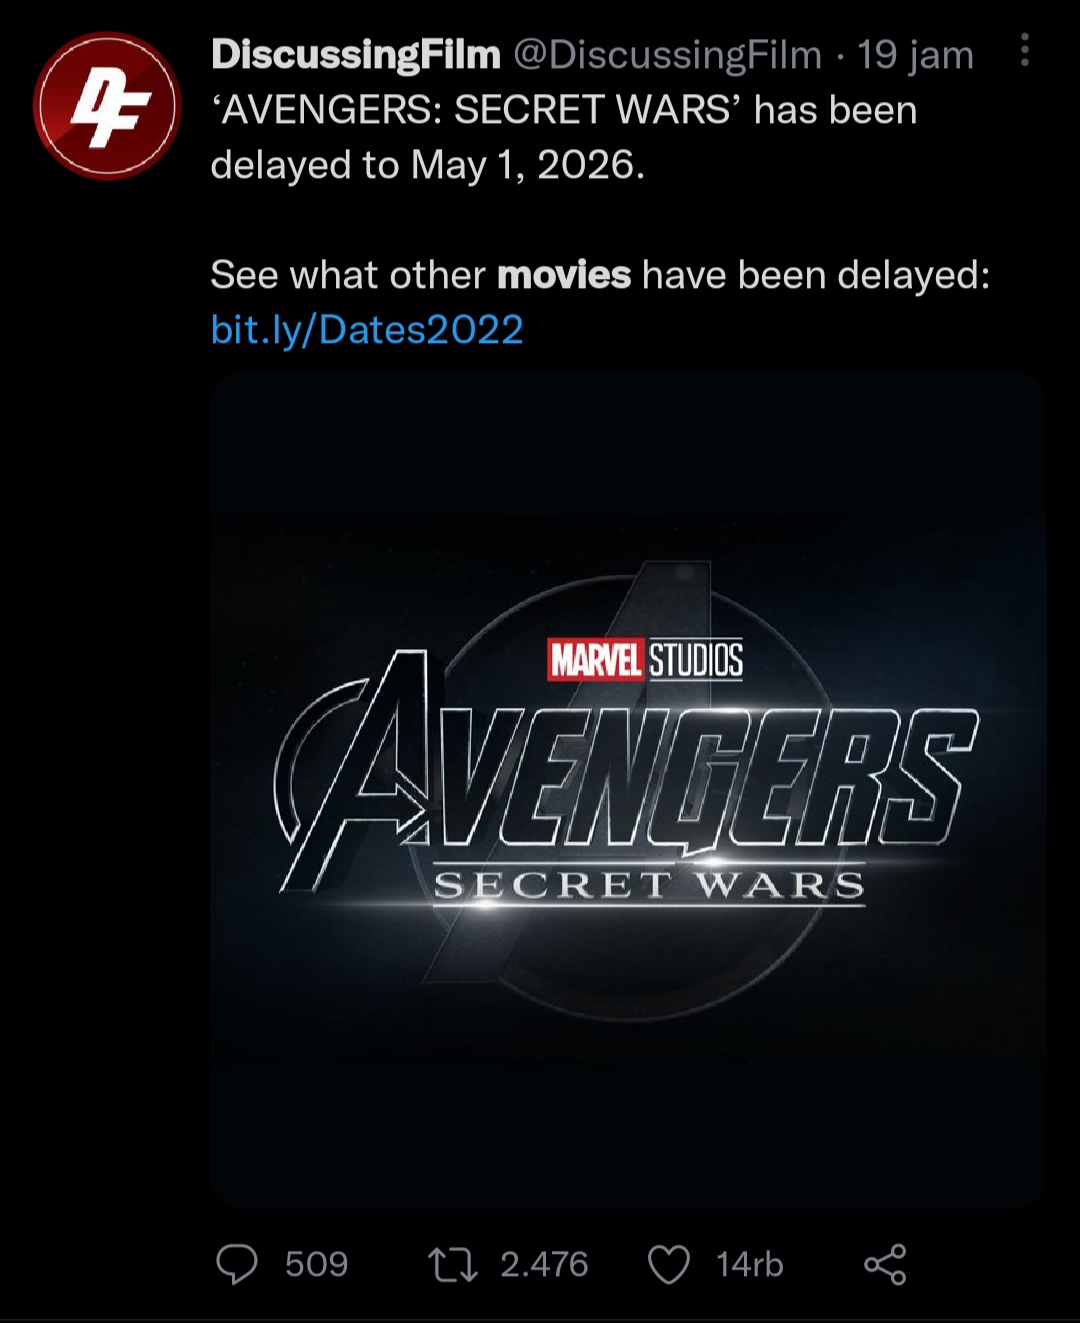 DiscussingFilm @DiscussingFilm · 19 jam
‘AVENGERS: SECRET WARS’ has been
delayed to May 1, 2026.
See what other movies have been delayed:
bit.ly/Dates2022
MARVEL STUDIOS
AVENGERS
SECRET WARS
509 2.476 14rb